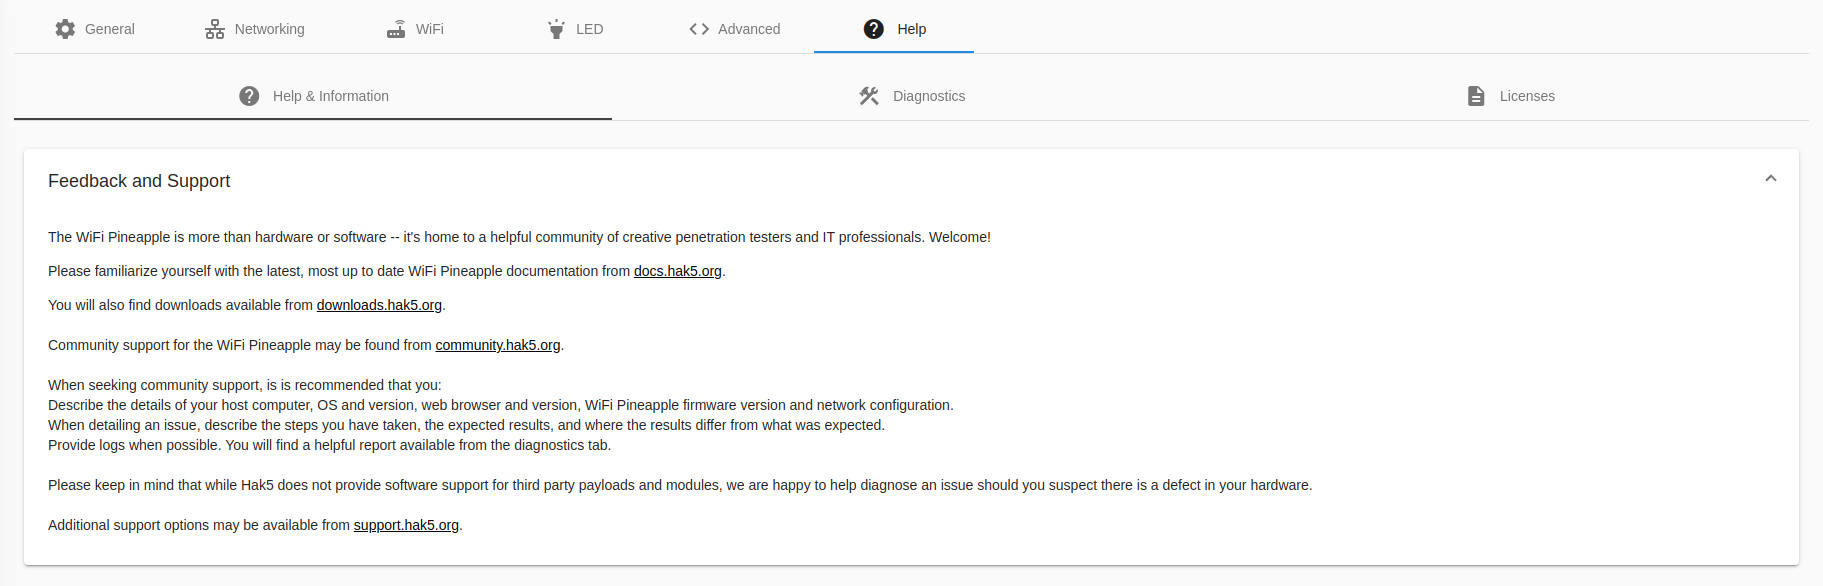 General
Networking
WiFi
LED
Advanced
Help
Help & Information
Diagnostics
Licenses
Feedback and Support
The WiFi Pineapple is more than hardware or software -- it's home to a helpful community of creative penetration testers and IT professionals. Welcome!
Please familiarize yourself with the latest, most up to date WiFi Pineapple documentation from docs.hak5.org.
You will also find downloads available from downloads.hak5.org.
Community support for the WiFi Pineapple may be found from community.hak5.org.
When seeking community support, is is recommended that you:
Describe the details of your host computer, OS and version, web browser and version, WiFi Pineapple firmware version and network configuration.
When detailing an issue, describe the steps you have taken, the expected results, and where the results differ from what was expected.
Provide logs when possible. You will find a helpful report available from the diagnostics tab.
Please keep in mind that while Hak5 does not provide software support for third party payloads and modules, we are happy to help diagnose an issue should you suspect there is a defect in your hardware.
Additional support options may be available from support.hak5.org.